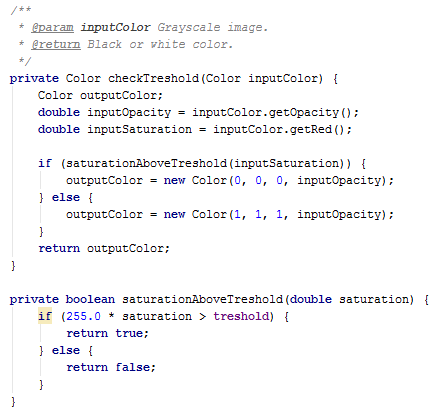 /**
 * @param inputColor Grayscale image.
 * @return Black or white color.
 */
private Color checkTreshold(Color inputColor) {
    Color outputColor;
    double inputOpacity = inputColor.getOpacity();
    double inputSaturation = inputColor.getRed();

    if (saturationAboveTreshold(inputSaturation)) {
        outputColor = new Color(0, 0, 0, inputOpacity);
    } else {
        outputColor = new Color(1, 1, 1, inputOpacity);
    }
    return outputColor;
}

private boolean saturationAboveTreshold(double saturation) {
    if (255.0 * saturation > treshold) {
        return true;
    } else {
        return false;
    }
}